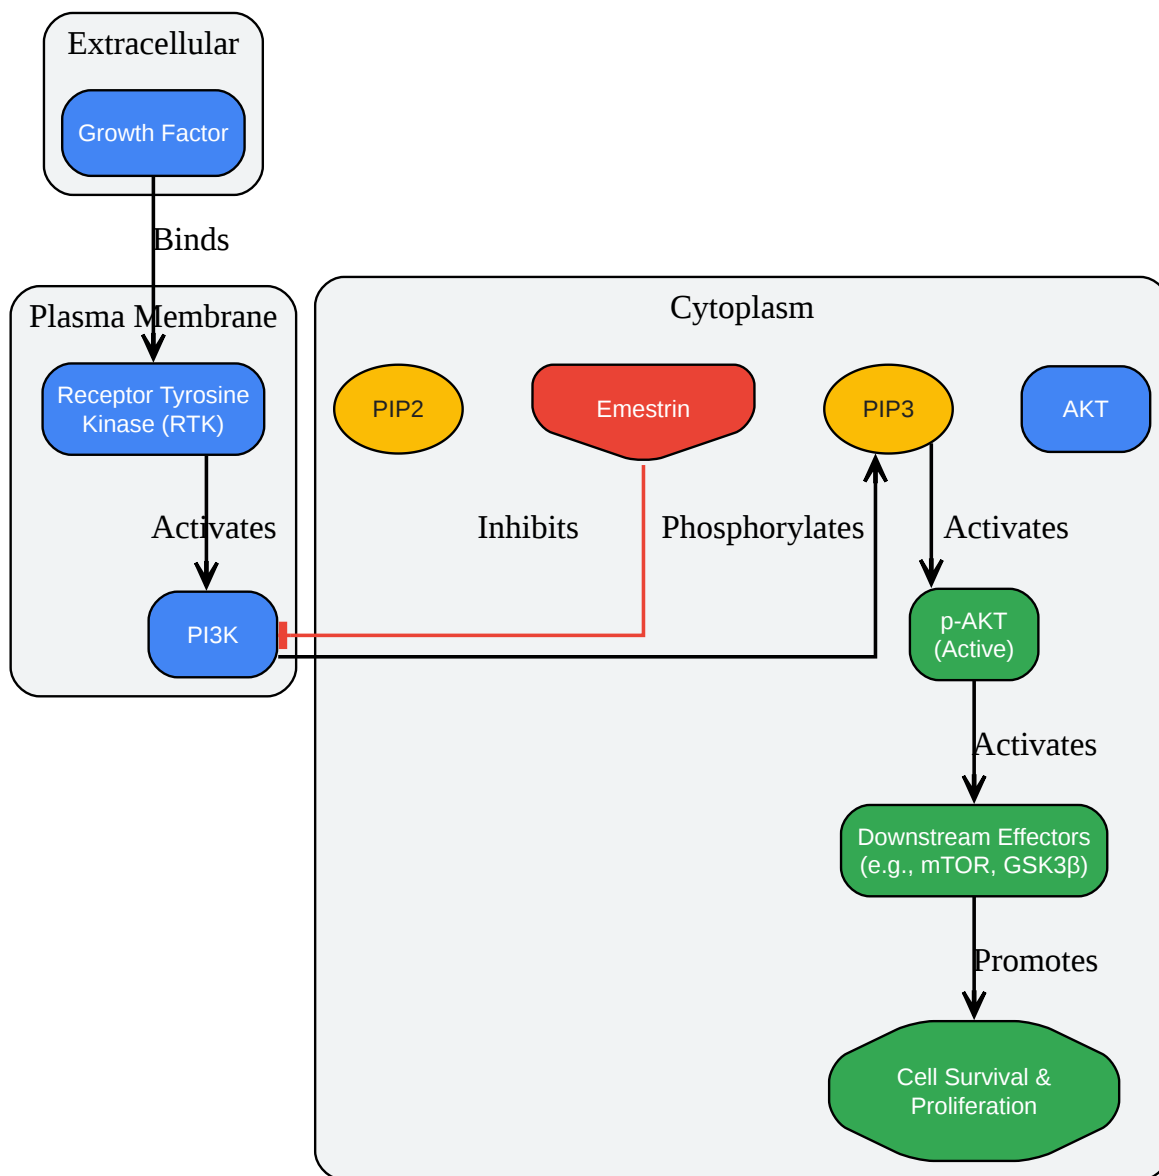 Extracellular
Growth Factor
Binds
Plasma Membrane
Cytoplasm
Receptor Tyrosine
Kinase (RTK)
PIP2
Emestrin
PIP3
AKT
Activates
Inhibits
Phosphorylates
Activates
PI3K
p-AKT
(Active)
Activates
Downstream Effectors
(e.g., mTOR, GSK3β)
Promotes
Cell Survival &
Proliferation